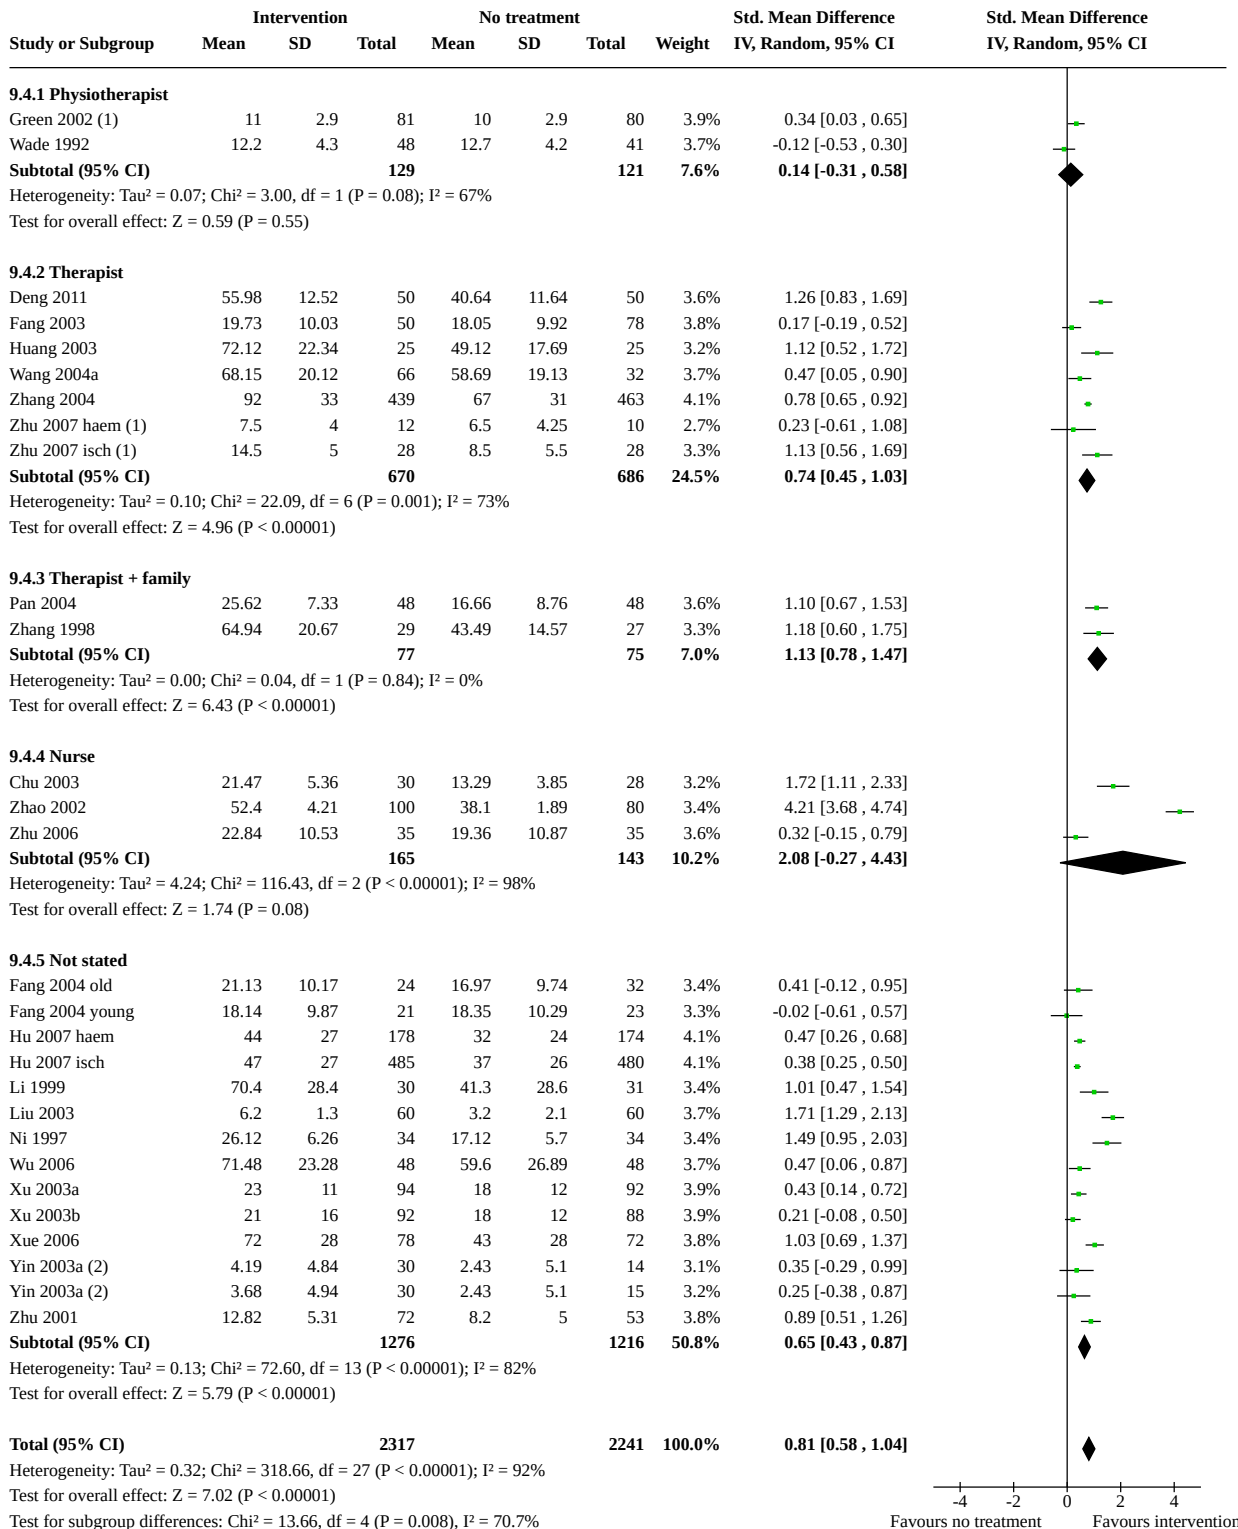 Intervention No treatment Std. Mean Difference Std. Mean Difference
Study or Subgroup Mean SD Total Mean SD Total Weight IV, Random, 95% CI IV, Random, 95% CI
9.4.1 Physiotherapist
Green 2002 (1) 11 2.9 81 10 2.9 80 3.9% 0.34 [0.03 , 0.65]
Wade 1992 12.2 4.3 48 12.7 4.2 41 3.7% -0.12 [-0.53 , 0.30]
Subtotal (95% CI) 129 121 7.6% 0.14 [-0.31 , 0.58]
Heterogeneity: Tau² = 0.07; Chi² = 3.00, df = 1 (P = 0.08); I² = 67%
Test for overall effect: Z = 0.59 (P = 0.55)
9.4.2 Therapist
Deng 2011 55.98 12.52 50 40.64 11.64 50 3.6% 1.26 [0.83 , 1.69]
Fang 2003 19.73 10.03 50 18.05 9.92 78 3.8% 0.17 [-0.19 , 0.52]
Huang 2003 72.12 22.34 25 49.12 17.69 25 3.2% 1.12 [0.52 , 1.72]
Wang 2004a 68.15 20.12 66 58.69 19.13 32 3.7% 0.47 [0.05 , 0.90]
Zhang 2004 92 33 439 67 31 463 4.1% 0.78 [0.65 , 0.92]
Zhu 2007 haem (1) 7.5 4 12 6.5 4.25 10 2.7% 0.23 [-0.61 , 1.08]
Zhu 2007 isch (1) 14.5 5 28 8.5 5.5 28 3.3% 1.13 [0.56 , 1.69]
Subtotal (95% CI) 670 686 24.5% 0.74 [0.45 , 1.03]
Heterogeneity: Tau² = 0.10; Chi² = 22.09, df = 6 (P = 0.001); I² = 73%
Test for overall effect: Z = 4.96 (P < 0.00001)
9.4.3 Therapist + family
Pan 2004 25.62 7.33 48 16.66 8.76 48 3.6% 1.10 [0.67 , 1.53]
Zhang 1998 64.94 20.67 29 43.49 14.57 27 3.3% 1.18 [0.60 , 1.75]
Subtotal (95% CI) 77 75 7.0% 1.13 [0.78 , 1.47]
Heterogeneity: Tau² = 0.00; Chi² = 0.04, df = 1 (P = 0.84); I² = 0%
Test for overall effect: Z = 6.43 (P < 0.00001)
9.4.4 Nurse
Chu 2003 21.47 5.36 30 13.29 3.85 28 3.2% 1.72 [1.11 , 2.33]
Zhao 2002 52.4 4.21 100 38.1 1.89 80 3.4% 4.21 [3.68 , 4.74]
Zhu 2006 22.84 10.53 35 19.36 10.87 35 3.6% 0.32 [-0.15 , 0.79]
Subtotal (95% CI) 165 143 10.2% 2.08 [-0.27 , 4.43]
Heterogeneity: Tau² = 4.24; Chi² = 116.43, df = 2 (P < 0.00001); I² = 98%
Test for overall effect: Z = 1.74 (P = 0.08)
9.4.5 Not stated
Fang 2004 old 21.13 10.17 24 16.97 9.74 32 3.4% 0.41 [-0.12 , 0.95]
Fang 2004 young 18.14 9.87 21 18.35 10.29 23 3.3% -0.02 [-0.61 , 0.57]
Hu 2007 haem 44 27 178 32 24 174 4.1% 0.47 [0.26 , 0.68]
Hu 2007 isch 47 27 485 37 26 480 4.1% 0.38 [0.25 , 0.50]
Li 1999 70.4 28.4 30 41.3 28.6 31 3.4% 1.01 [0.47 , 1.54]
Liu 2003 6.2 1.3 60 3.2 2.1 60 3.7% 1.71 [1.29 , 2.13]
Ni 1997 26.12 6.26 34 17.12 5.7 34 3.4% 1.49 [0.95 , 2.03]
Wu 2006 71.48 23.28 48 59.6 26.89 48 3.7% 0.47 [0.06 , 0.87]
Xu 2003a 23 11 94 18 12 92 3.9% 0.43 [0.14 , 0.72]
Xu 2003b 21 16 92 18 12 88 3.9% 0.21 [-0.08 , 0.50]
Xue 2006 72 28 78 43 28 72 3.8% 1.03 [0.69 , 1.37]
Yin 2003a (2) 4.19 4.84 30 2.43 5.1 14 3.1% 0.35 [-0.29 , 0.99]
Yin 2003a (2) 3.68 4.94 30 2.43 5.1 15 3.2% 0.25 [-0.38 , 0.87]
Zhu 2001 12.82 5.31 72 8.2 5 53 3.8% 0.89 [0.51 , 1.26]
Subtotal (95% CI) 1276 1216 50.8% 0.65 [0.43 , 0.87]
Heterogeneity: Tau² = 0.13; Chi² = 72.60, df = 13 (P < 0.00001); I² = 82%
Test for overall effect: Z = 5.79 (P < 0.00001)
Total (95% CI) 2317 2241 100.0% 0.81 [0.58 , 1.04]
Heterogeneity: Tau² = 0.32; Chi² = 318.66, df = 27 (P < 0.00001); I² = 92%
Test for overall effect: Z = 7.02 (P < 0.00001) -4 -2 0 2 4
Test for subgroup differences: Chi² = 13.66, df = 4 (P = 0.008), I² = 70.7% Favours no treatment Favours intervention